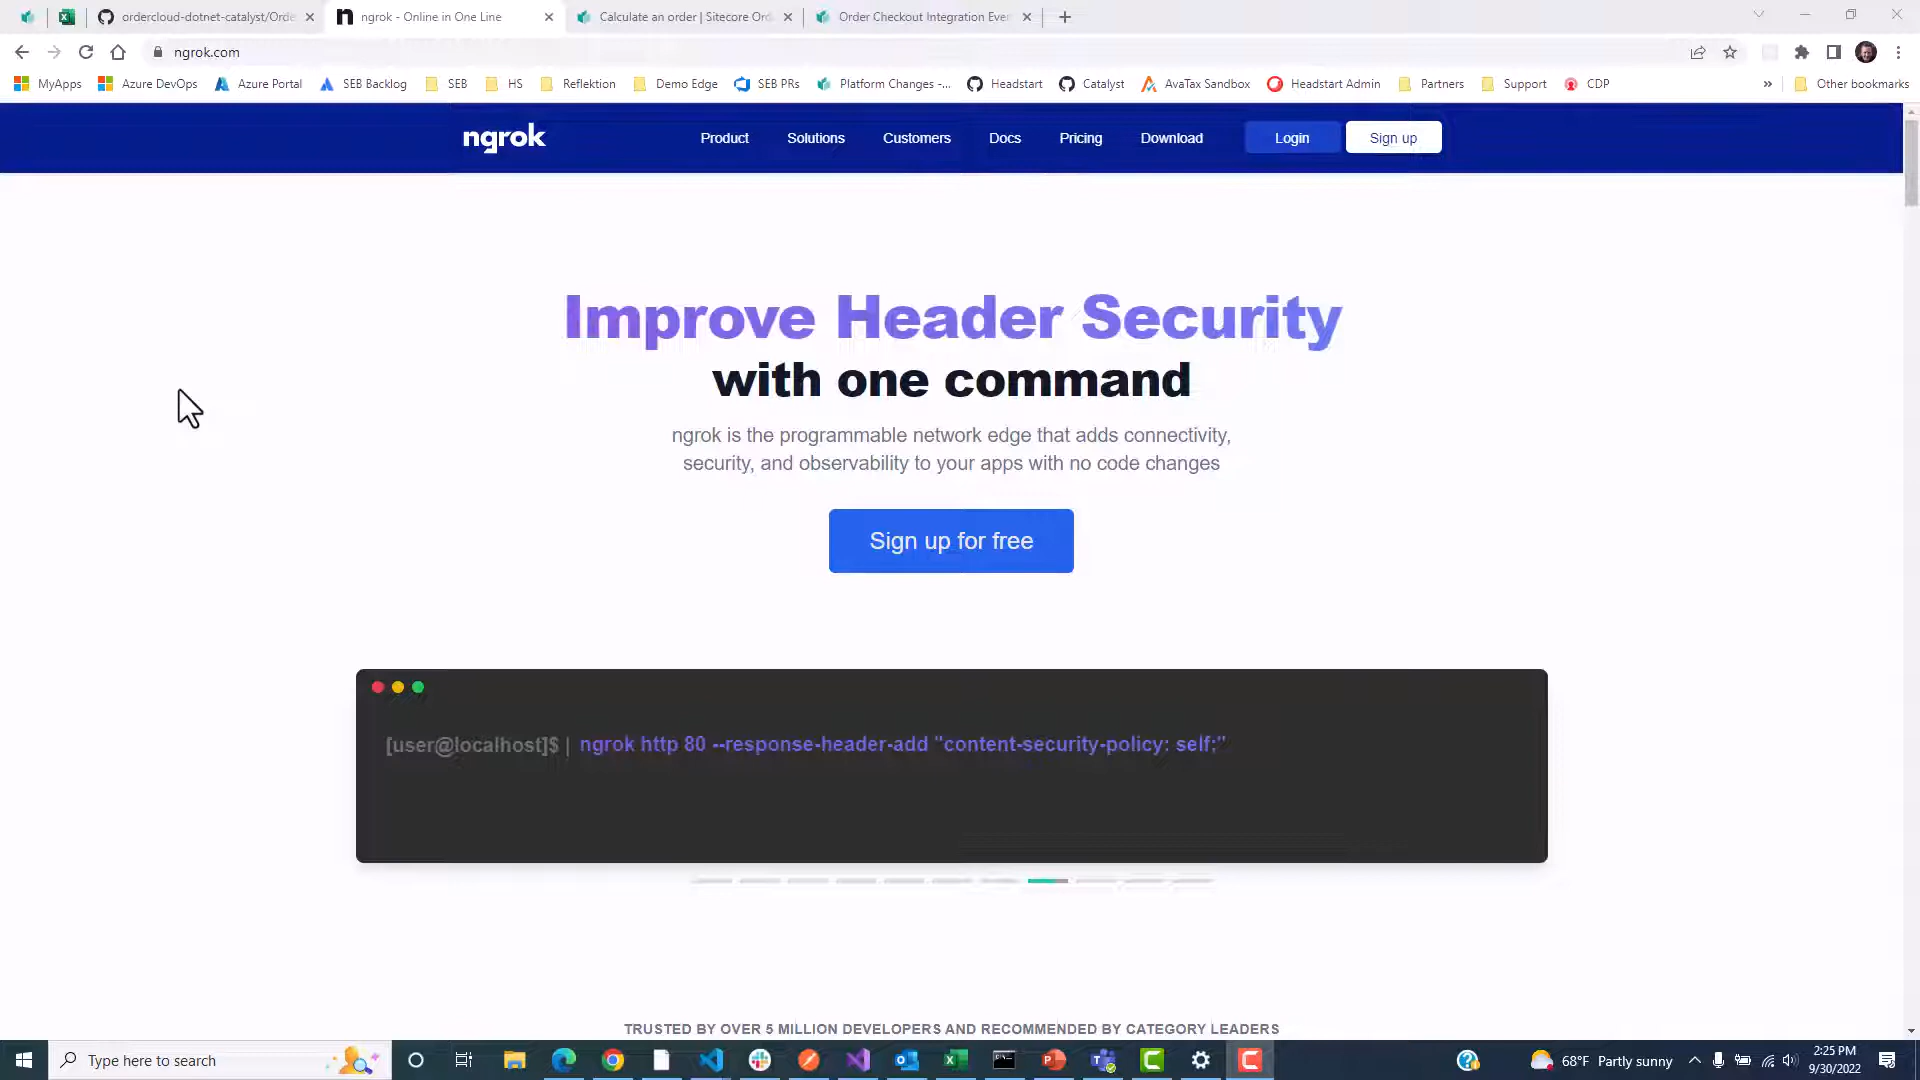 ordercloud-dotnet-catalyst/Orde
ngrok - Online in One Line
Calculate an order | Sitecore Ord
Order Checkout Integration Ever
ngrok.com
MyApps
Azure DevOps
Azure Portal
SEB Backlog
SEB
HS
Reflektion
Demo Edge
SEB PRs
Platform Changes -...
Headstart
Catalyst
AvaTax Sandbox
Headstart Admin
Partners
Support
CDP
»
Other bookmarks
ngrok
Product
Solutions
Customers
Docs
Pricing
Download
Login
Sign up
Improve Header Security
with one command
ngrok is the programmable network edge that adds connectivity,
security, and observability to your apps with no code changes
Sign up for free
[user@localhost]$ | ngrok http 80 --response-header-add "content-security-policy: self;"
TRUSTED BY OVER 5 MILLION DEVELOPERS AND RECOMMENDED BY CATEGORY LEADERS
Type here to search
68°F Partly sunny
2:25 PM
9/30/2022